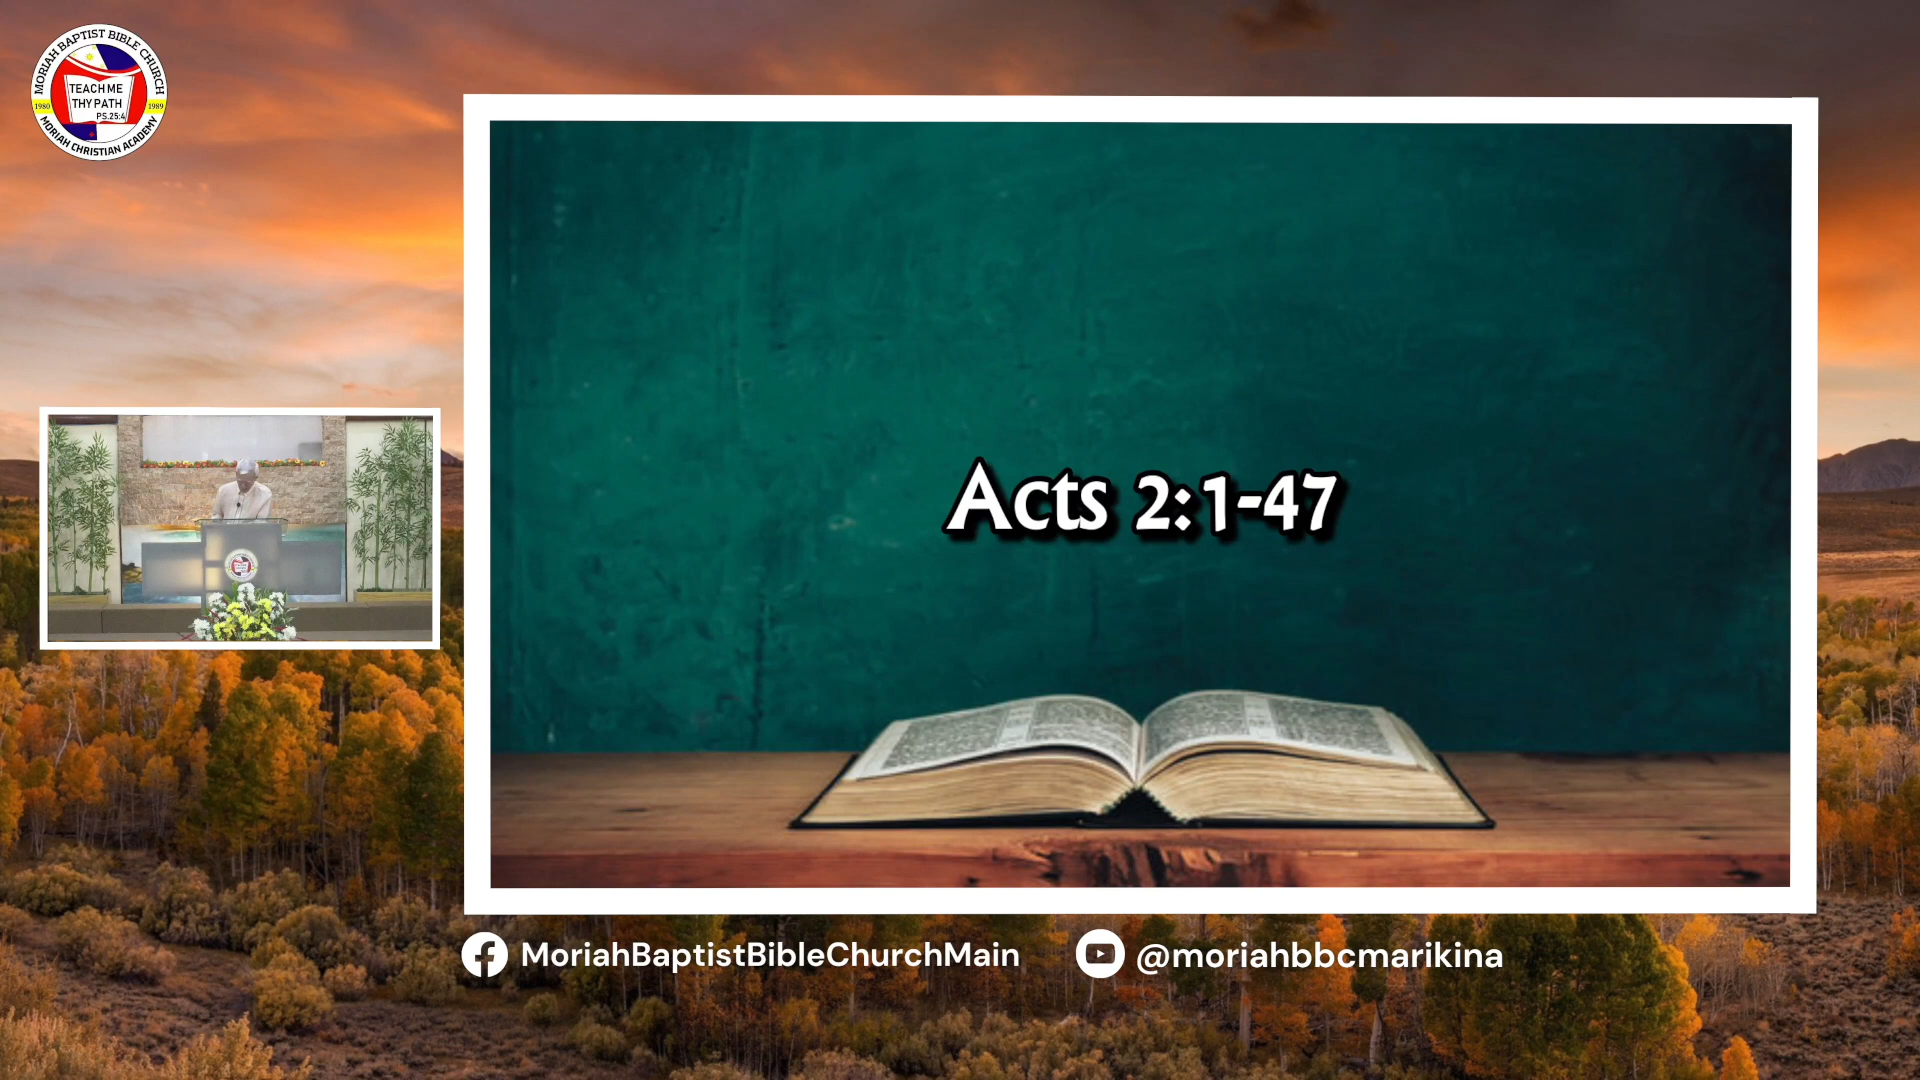 MORIAH BAPTIST BIBLE CHURCH
TEACH ME
THY PATH
PS.25:4
1980
1989
MORIAH CHRISTIAN ACADEMY
Acts 2:1-47
MoriahBaptistBibleChurchMain
@moriahbbcmarikina